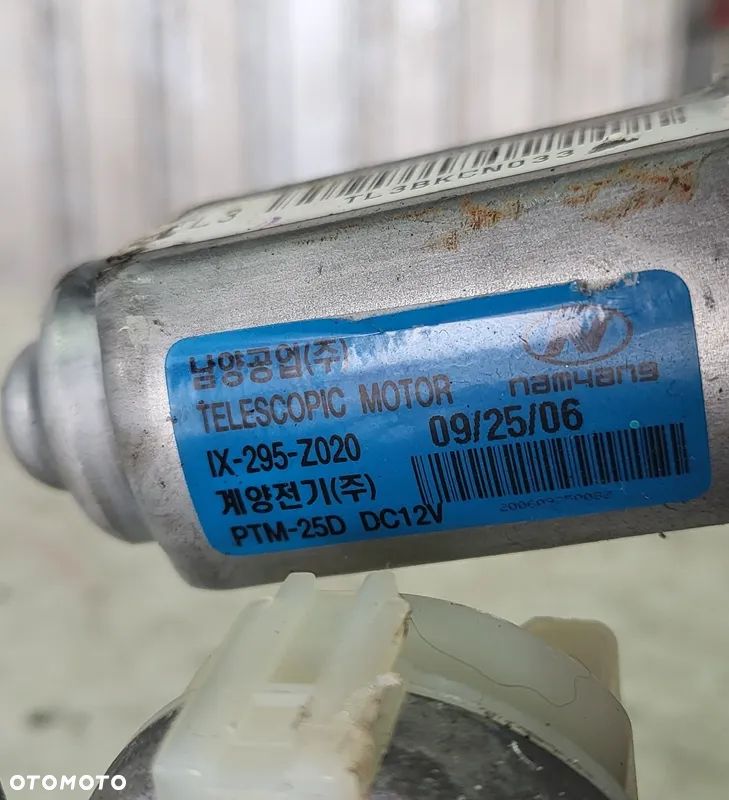 TL3BKCN033
남양공업(주)
TELESCOPIC MOTOR
namyang
IX-295-Z020
09/25/06
계양전기(주)
PTM-25D DC12V
OTOMOTO